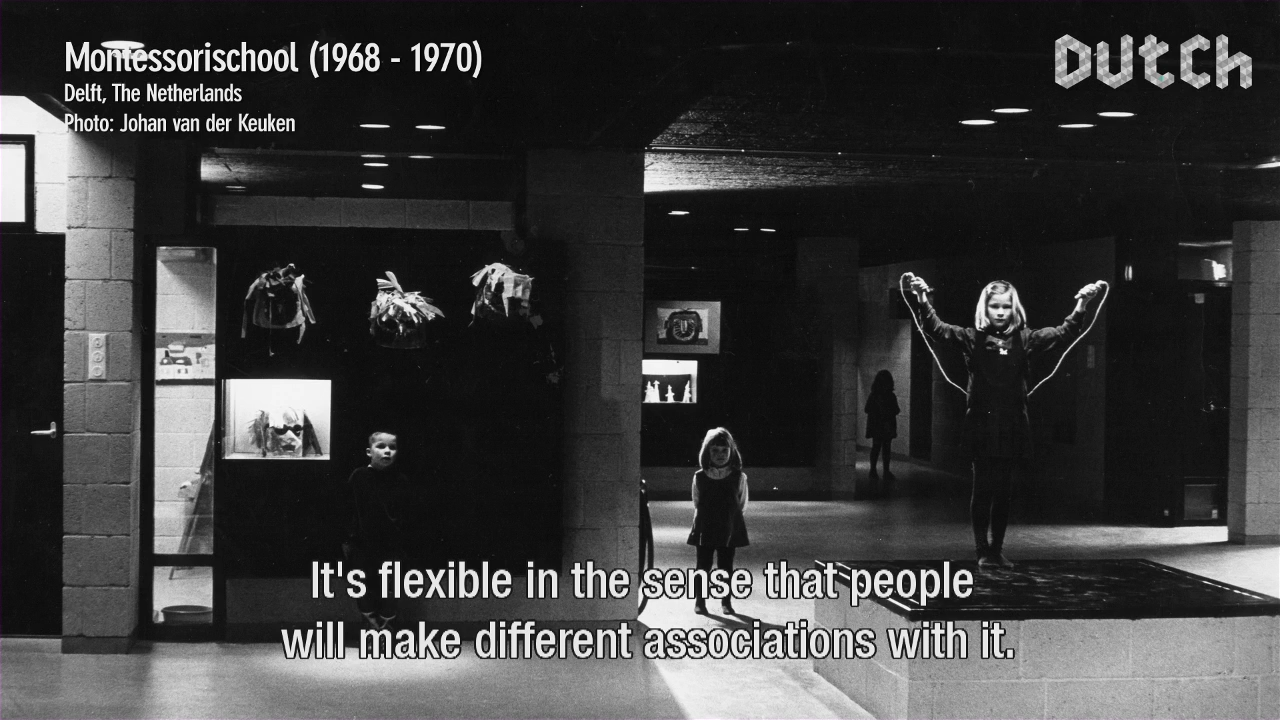 Montessorischool (1968 - 1970)
Delft, The Netherlands
Photo: Johan van der Keuken
DUtCh
It's flexible in the sense that people
will make different associations with it.